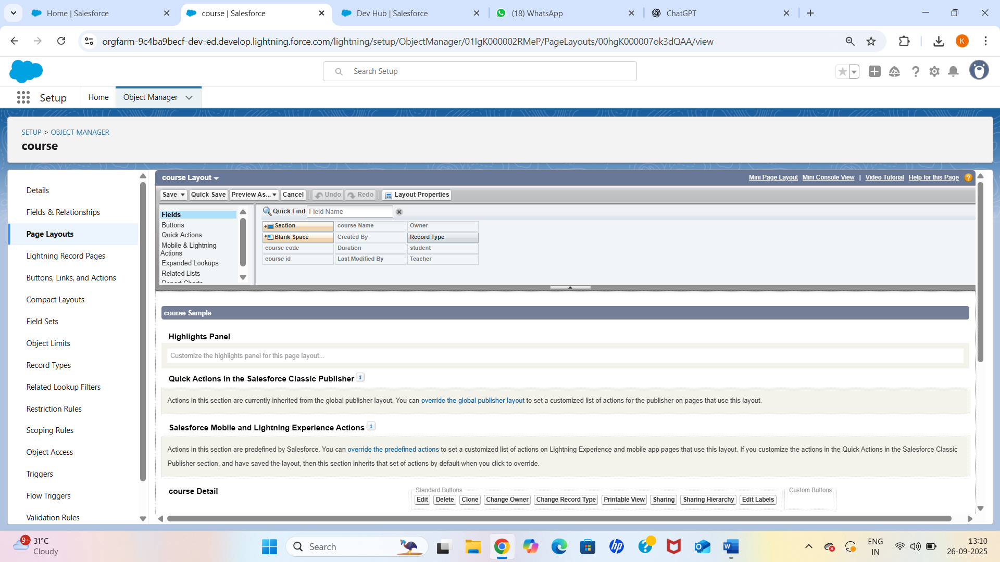 Home | Salesforce
course | Salesforce
Dev Hub | Salesforce
(18) WhatsApp
ChatGPT
orgfarm-9c4ba9becf-dev-ed.develop.lightning.force.com/lightning/setup/ObjectManager/01IgK000002RMeP/PageLayouts/00hgK000007ok3dQAA/view
K
Search Setup
Setup
Home
Object Manager
SETUP > OBJECT MANAGER
course
Details
Fields & Relationships
Page Layouts
Lightning Record Pages
Buttons, Links, and Actions
Compact Layouts
Field Sets
Object Limits
Record Types
Related Lookup Filters
Restriction Rules
Scoping Rules
Object Access
Triggers
Flow Triggers
Validation Rules
course Layout
Mini Page Layout Mini Console View | Video Tutorial Help for this Page ?
Save Quick Save Preview As... Cancel Undo Redo Layout Properties
Fields
Buttons
Quick Actions
Mobile & Lightning
Actions
Expanded Lookups
Related Lists
Report Charts
Quick Find Field Name
Section course Name Owner
Blank Space Created By Record Type
course code Duration student
course id Last Modified By Teacher
course Sample
Highlights Panel
Customize the highlights panel for this page layout...
Quick Actions in the Salesforce Classic Publisher i
Actions in this section are currently inherited from the global publisher layout. You can override the global publisher layout to set a customized list of actions for the publisher on pages that use this layout.
Salesforce Mobile and Lightning Experience Actions i
Actions in this section are predefined by Salesforce. You can override the predefined actions to set a customized list of actions on Lightning Experience and mobile app pages that use this layout. If you customize the actions in the Quick Actions in the Salesforce Classic
Publisher section, and have saved the layout, then this section inherits that set of actions by default when you click to override.
course Detail
Standard Buttons
Edit Delete Clone Change Owner Change Record Type Printable View Sharing Sharing Hierarchy Edit Labels
Custom Buttons
9+
31°C
Cloudy
Search
hp
ENG
IN
13:10
26-09-2025